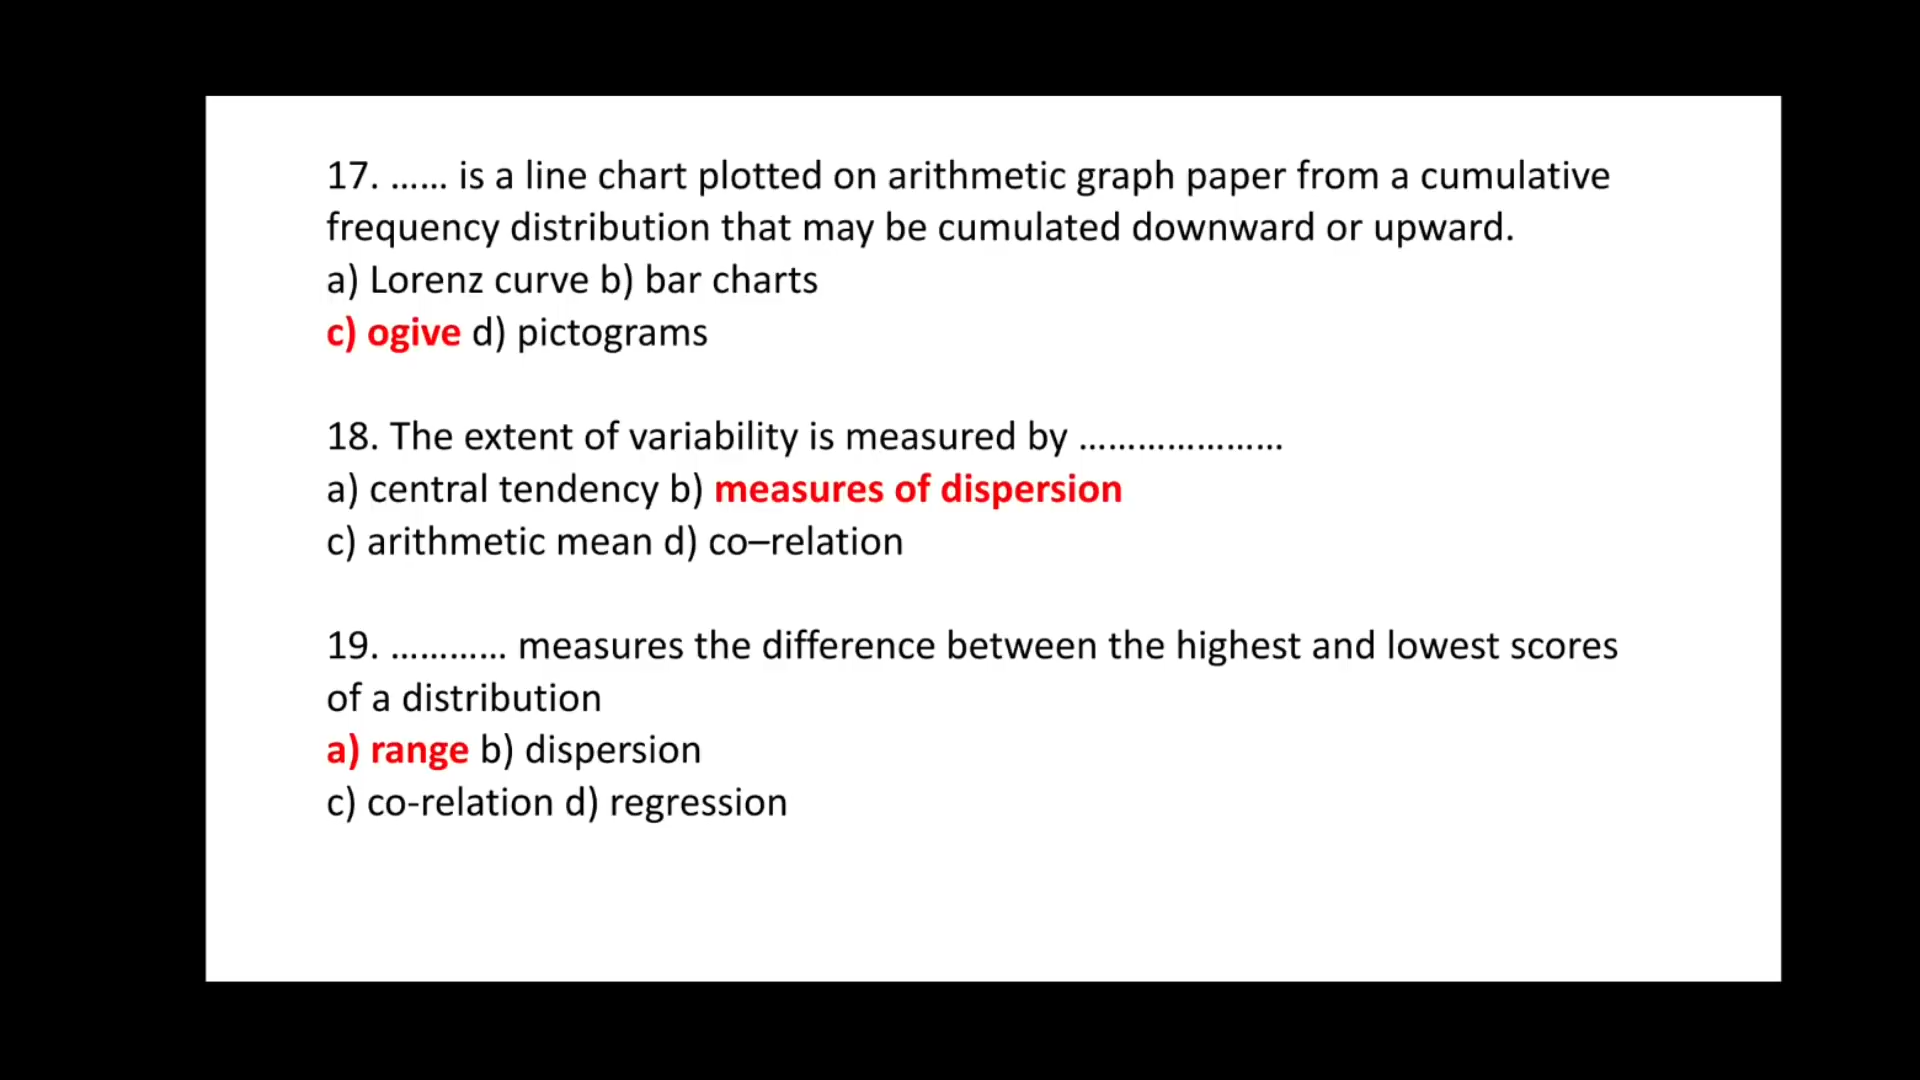 17. …… is a line chart plotted on arithmetic graph paper from a cumulative
frequency distribution that may be cumulated downward or upward.
a) Lorenz curve b) bar charts
c) ogive d) pictograms
18. The extent of variability is measured by …………………
a) central tendency b) measures of dispersion
c) arithmetic mean d) co–relation
19. ………… measures the difference between the highest and lowest scores
of a distribution
a) range b) dispersion
c) co-relation d) regression